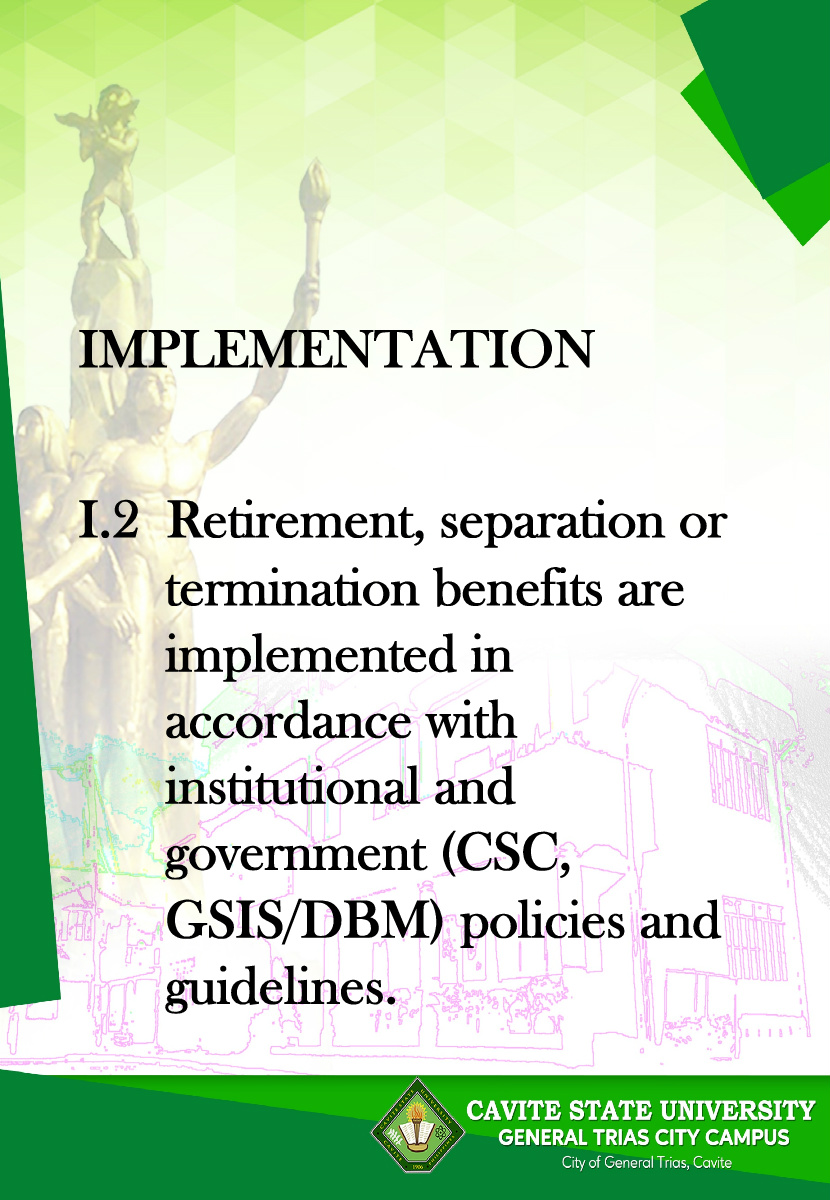 IMPLEMENTATION
I.2 Retirement, separation or
termination benefits are
implemented in
accordance with
institutional and
government (CSC,
GSIS/DBM) policies and
guidelines.
CAVITE STATE UNIVERSITY
GENERAL TRIAS CITY CAMPUS
City of General Trias, Cavite
1906